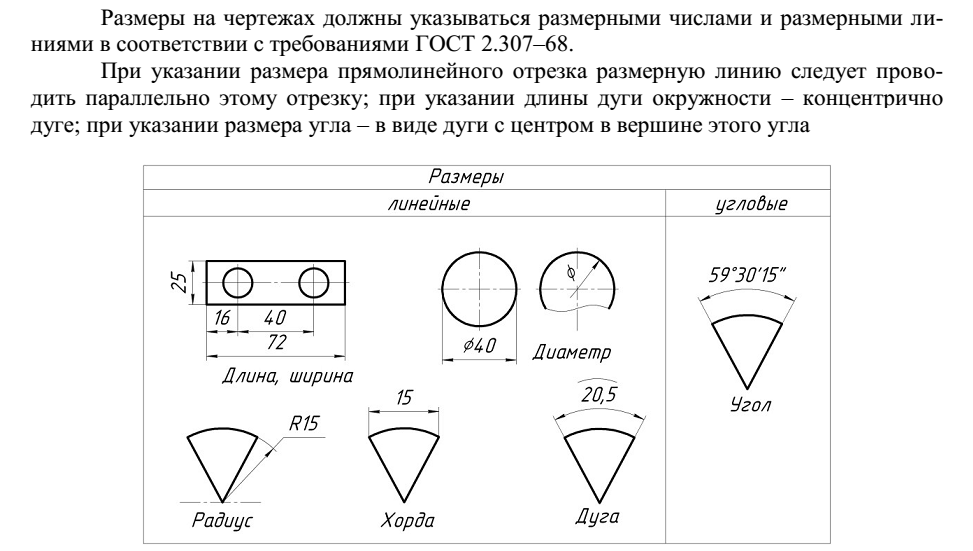 Размеры на чертежах должны указываться размерными числами и размерными ли-
ниями в соответствии с требованиями ГОСТ 2.307–68.
При указании размера прямолинейного отрезка размерную линию следует прово-
дить параллельно этому отрезку; при указании длины дуги окружности – концентрично
дуге; при указании размера угла – в виде дуги с центром в вершине этого угла
Размеры
линейные
угловые
25
16
40
72
Длина, ширина
ϕ40
ϕ
Диаметр
59°30'15"
Угол
R15
Радиус
15
Хорда
20,5
Дуга